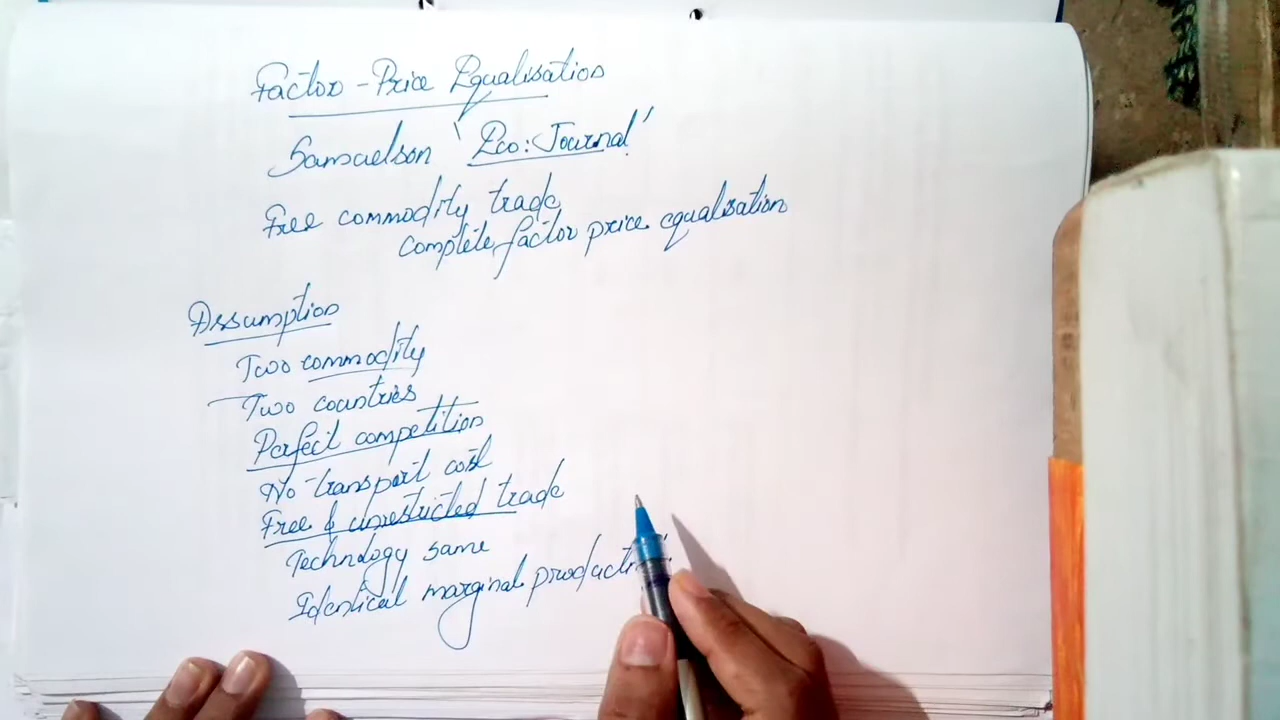 Factor - Price Equalisation
Samuelson 'Eco: Journal'
Free commodity trade
complete factor price equalisation
Assumption
Two commodity
Two countries
Perfect competition
No transport cost
Free & unrestricted trade
Technology same
Identical marginal